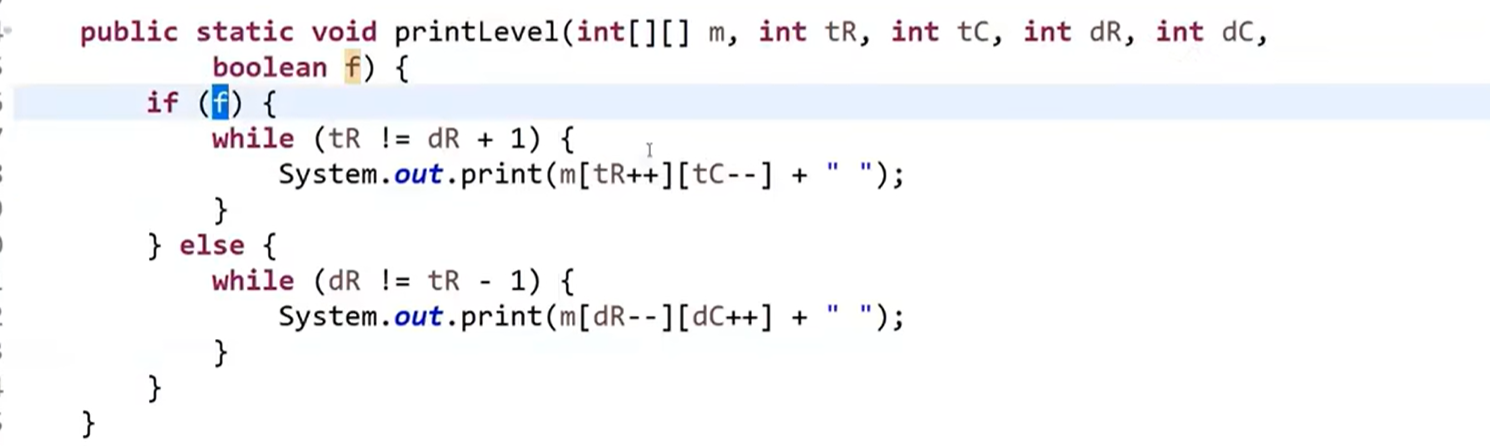 public static void printLevel(int[][] m, int tR, int tC, int dR, int dC,
boolean f) {
if (f) {
while (tR != dR + 1) {
System.out.print(m[tR++][tC--] + " ");
}
} else {
while (dR != tR - 1) {
System.out.print(m[dR--][dC++] + " ");
}
}
}